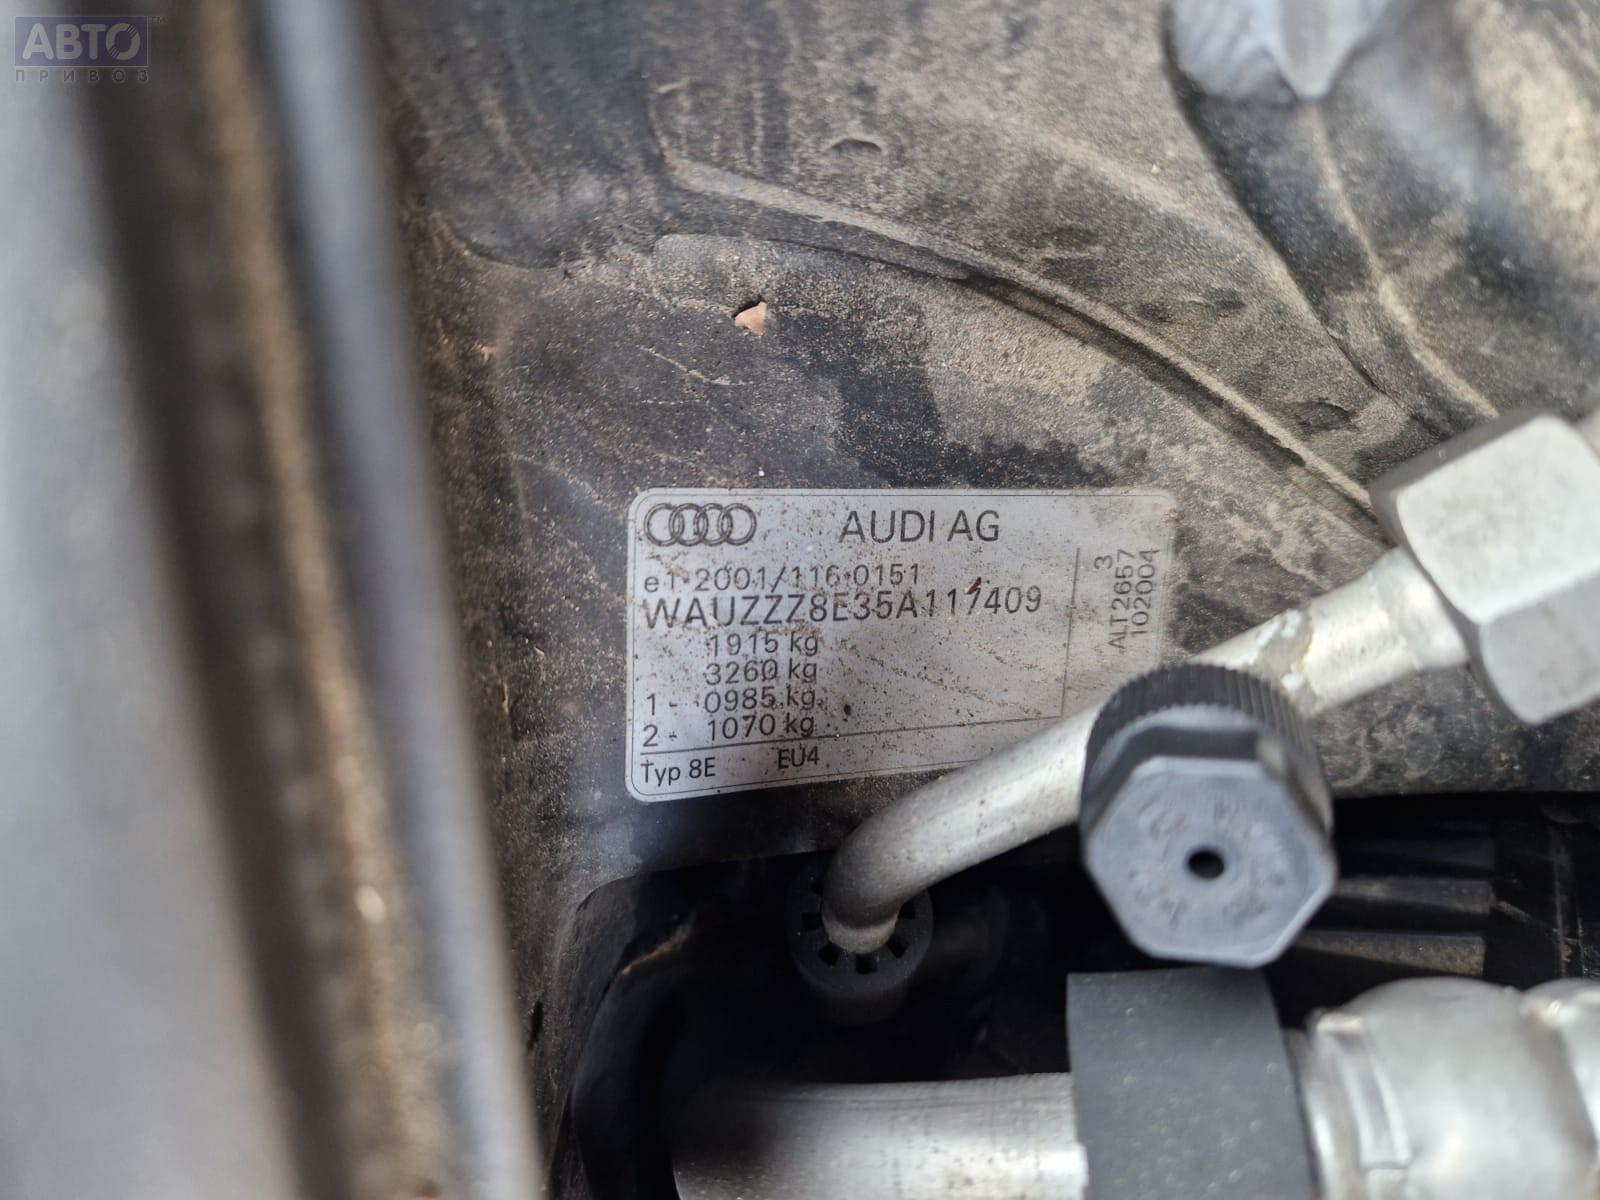 АВТО™
ПРИВОЗ
AUDI AG
e1*2001/116*0151
WAUZZZ8E35A117409
1915 kg
3260 kg
1 - 0985 kg
2 - 1070 kg
Typ 8E EU4
3
ALT2657
102004